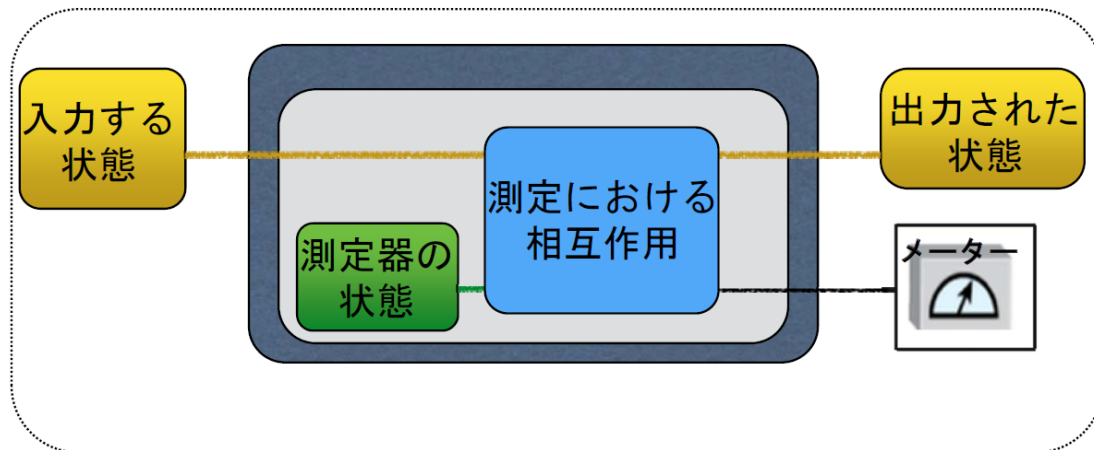 入力する
状態
測定器の
状態
測定における
相互作用
出力された
状態
メーター